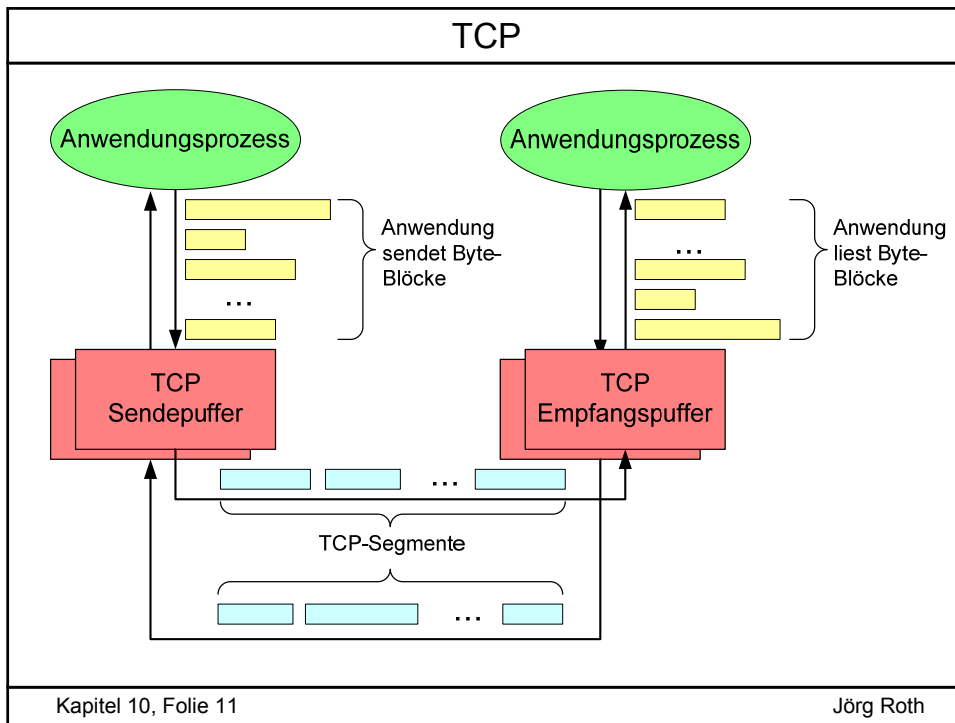 TCP
Anwendungsprozess
Anwendungsprozess
Anwendung
sendet Byte-
Blöcke
...
Anwendung
liest Byte-
Blöcke
...
TCP
Sendepuffer
TCP
Empfangspuffer
...
TCP-Segmente
...
Kapitel 10, Folie 11
Jörg Roth